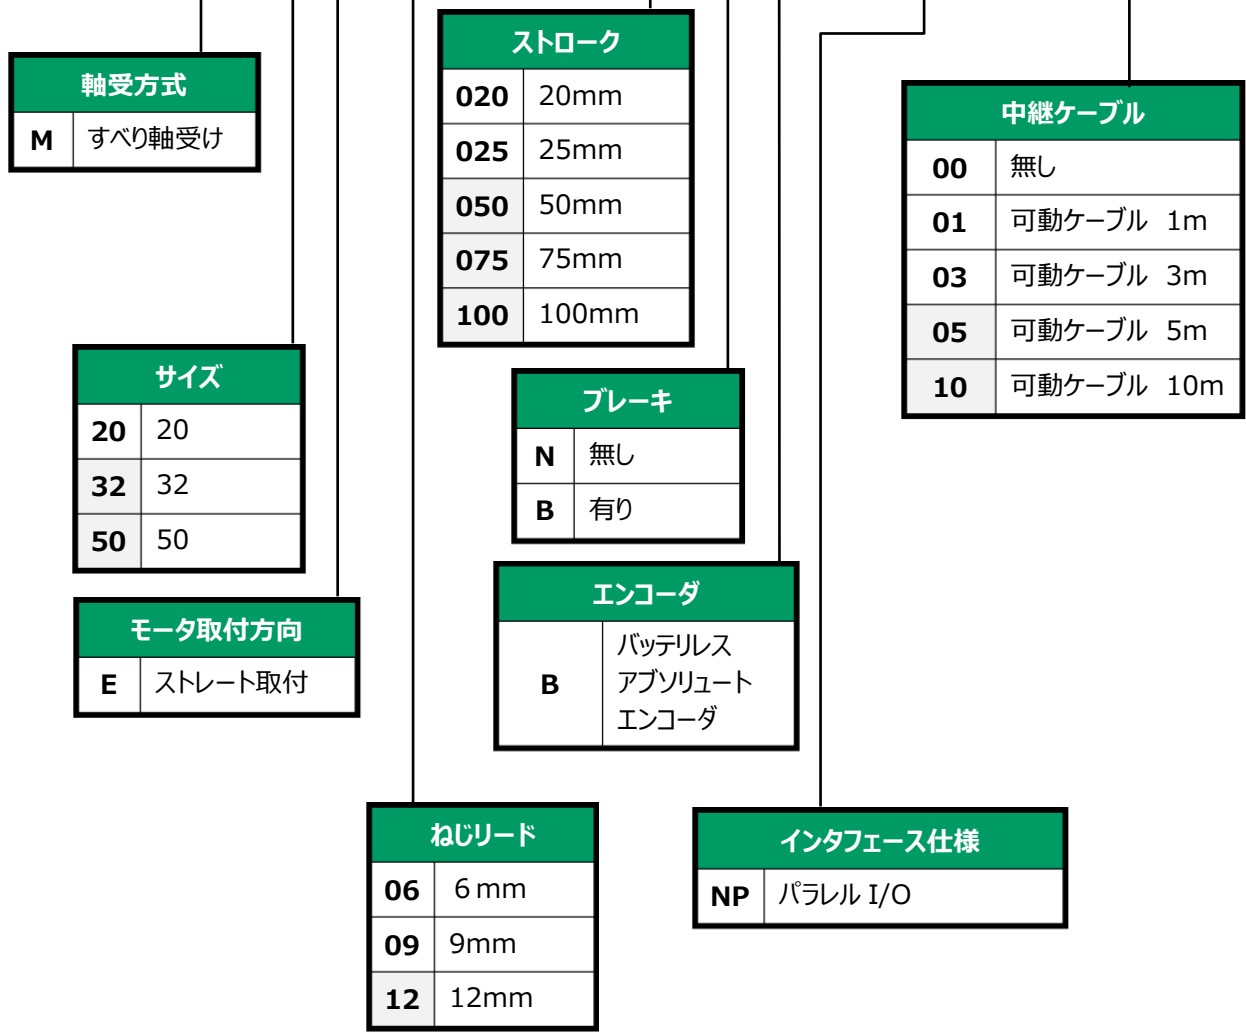 軸受方式
M すべり軸受け
ストローク
020 20mm
025 25mm
050 50mm
075 75mm
100 100mm
中継ケーブル
00 無し
01 可動ケーブル 1m
03 可動ケーブル 3m
05 可動ケーブル 5m
10 可動ケーブル 10m
サイズ
20 20
32 32
50 50
ブレーキ
N 無し
B 有り
モータ取付方向
E ストレート取付
エンコーダ
バッテリレス
B アブソリュート
エンコーダ
ねじリード
06 6 mm
09 9mm
12 12mm
インタフェース仕様
NP パラレル I/O